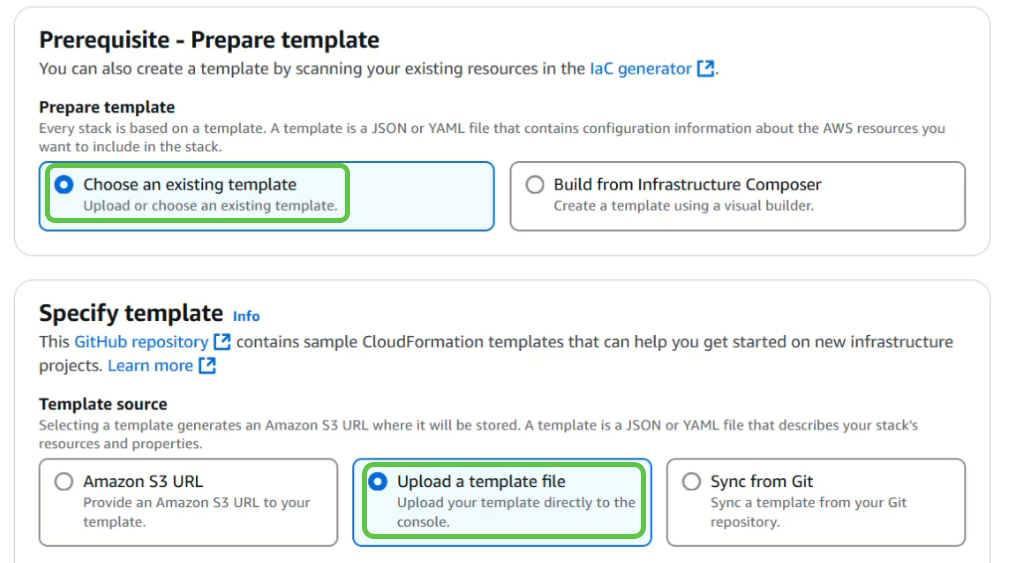 Prerequisite - Prepare template
You can also create a template by scanning your existing resources in the IaC generator.
Prepare template
Every stack is based on a template. A template is a JSON or YAML file that contains configuration information about the AWS resources you
want to include in the stack.
Choose an existing template
Upload or choose an existing template.
Build from Infrastructure Composer
Create a template using a visual builder.
Specify template Info
This GitHub repository contains sample CloudFormation templates that can help you get started on new infrastructure
projects. Learn more
Template source
Selecting a template generates an Amazon S3 URL where it will be stored. A template is a JSON or YAML file that describes your stack's
resources and properties.
Amazon S3 URL
Provide an Amazon S3 URL to your
template.
Upload a template file
Upload your template directly to the
console.
Sync from Git
Sync a template from your Git
repository.